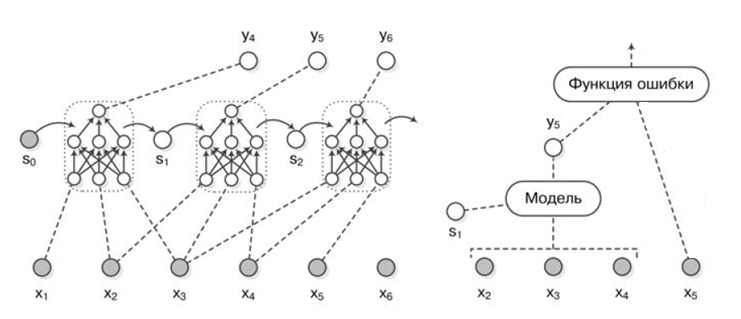 y4 y5 y6
Функция ошибки
y5
s0 s1 s2
Модель
s1
x1 x2 x3 x4 x5 x6
x2 x3 x4 x5